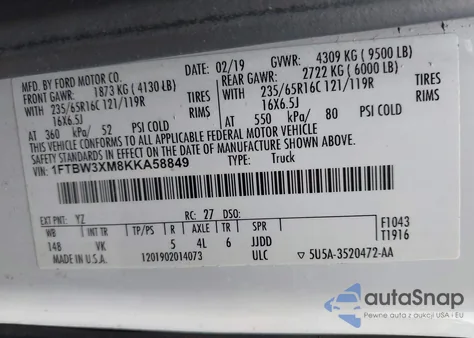 MFD. BY FORD MOTOR CO.
02/19 GVWR: 4309 KG ( 9500 LB)
FRONT GAWR: 1873 KG ( 4130 LB) REAR GAWR: 2722 KG ( 6000 LB)
WITH 235/65R16C 121/119R TIRES WITH 235/65R16C 121/119R TIRES
16X6.5J RIMS 16X6.5J RIMS
AT 360 kPa/ 52 PSI COLD AT 550 kPa/ 80 PSI COLD
THIS VEHICLE CONFORMS TO ALL APPLICABLE FEDERAL MOTOR VEHICLE
SAFETY STANDARDS IN EFFECT ON THE DATE OF MANUFACTURE SHOWN ABOVE.
VIN: 1FTBW3XM8KKA58849 TYPE: Truck
EXT PNT: YZ RC: 27 DSO:
WB INT TR TP/PS R AXLE TR SPR F1043
148 VK 5 4L 6 JJDD T1916
MADE IN U.S.A. 1201902014073 ULC ▽ 5U5A-3520472-AA
autoSnap
Pewne auto z USA i EU